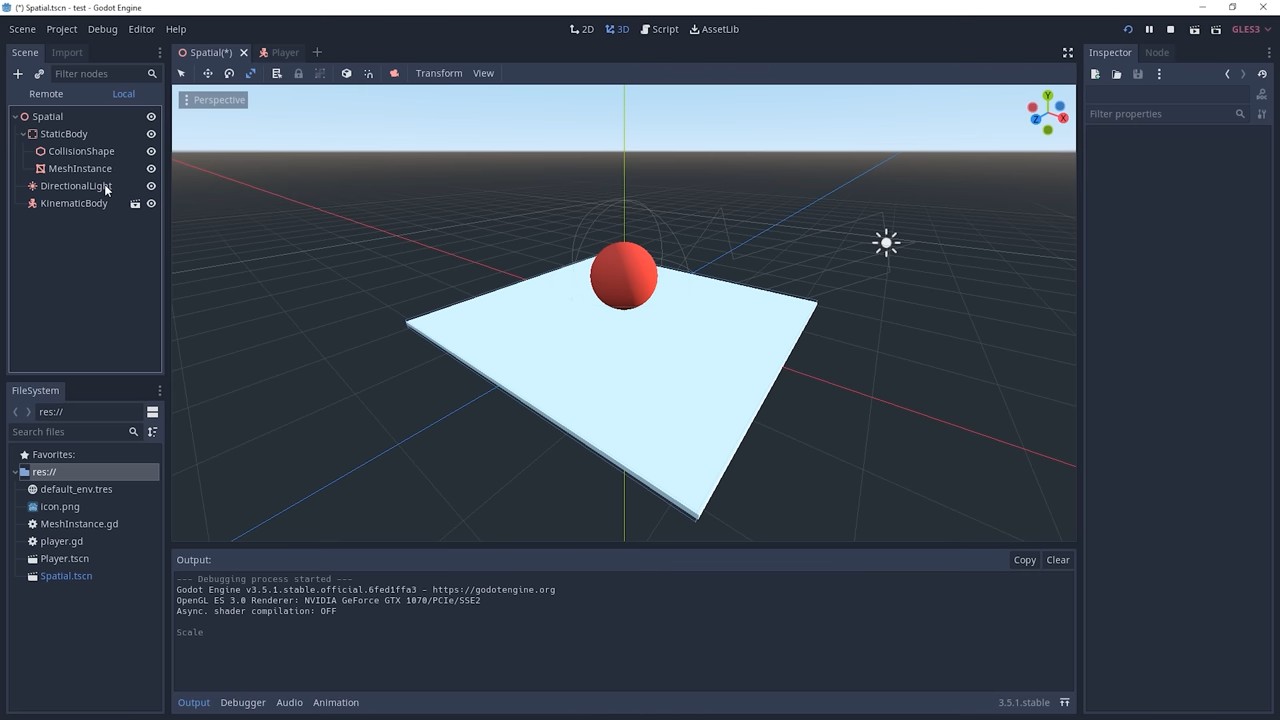 (*) Spatial.tscn - test - Godot Engine
Scene Project Debug Editor Help
2D 3D Script AssetLib
GLES3
Scene Import
Filter nodes
Remote Local
Spatial
StaticBody
CollisionShape
MeshInstance
DirectionalLight
KinematicBody
FileSystem
res://
Search files
Favorites:
res://
default_env.tres
icon.png
MeshInstance.gd
player.gd
Player.tscn
Spatial.tscn
Spatial(*) Player
Transform View
Perspective
Y
X
Z
Output:
Copy Clear
--- Debugging process started ---
Godot Engine v3.5.1.stable.official.6fed1ffa3 - https://godotengine.org
OpenGL ES 3.0 Renderer: NVIDIA GeForce GTX 1070/PCIe/SSE2
Async. shader compilation: OFF
Scale
Output Debugger Audio Animation
3.5.1.stable
Inspector Node
Filter properties